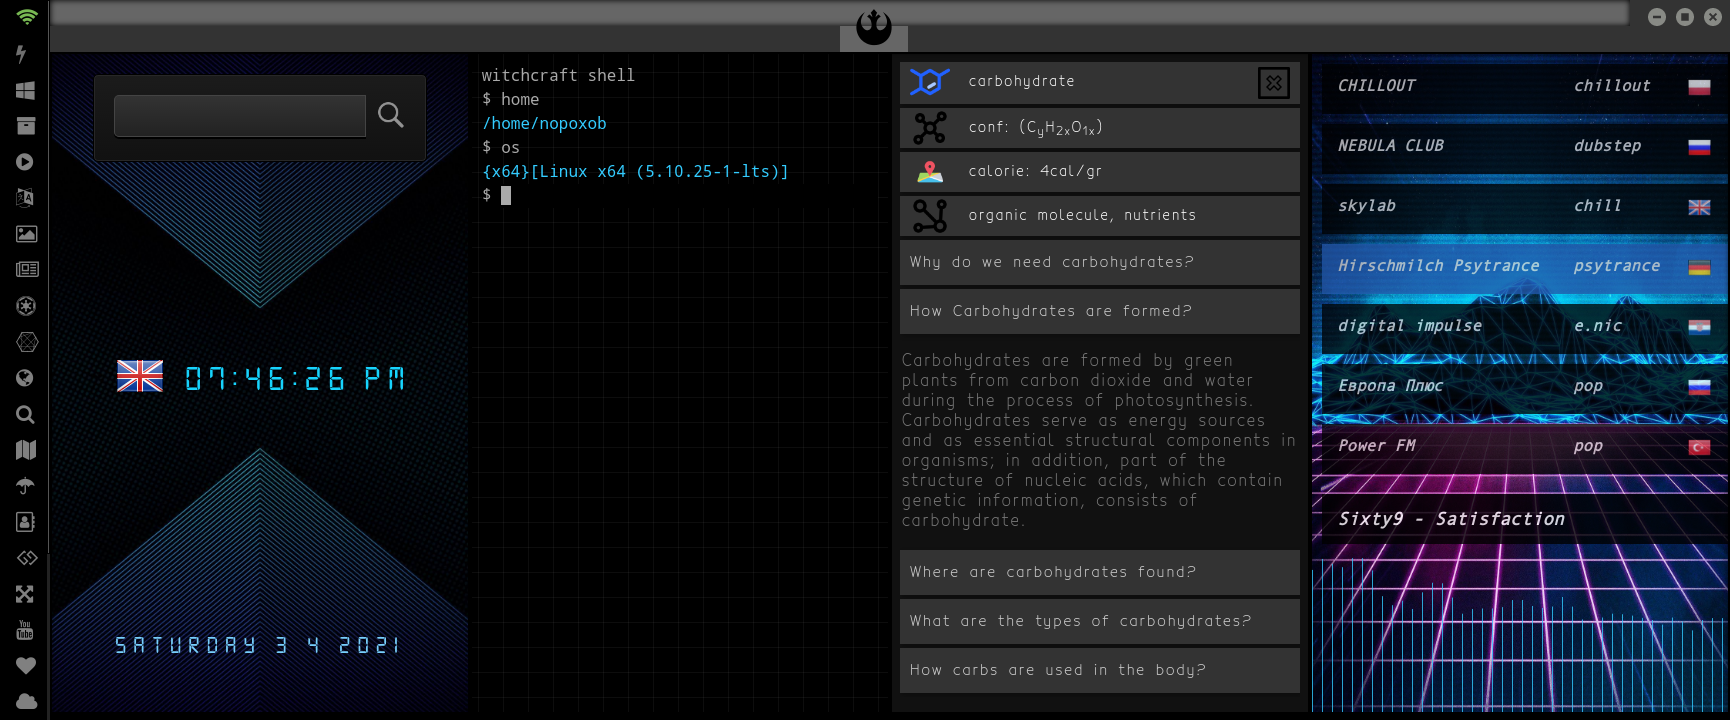 07:46:26 PM
SATURDAY 3 4 2021
witchcraft shell
$ home
/home/nopoxob
$ os
{x64}[Linux x64 (5.10.25-1-lts)]
$
carbohydrate
conf: (CyH2xO1x)
calorie: 4cal/gr
organic molecule, nutrients
Why do we need carbohydrates?
How Carbohydrates are formed?
Carbohydrates are formed by green
plants from carbon dioxide and water
during the process of photosynthesis.
Carbohydrates serve as energy sources
and as essential structural components in
organisms; in addition, part of the
structure of nucleic acids, which contain
genetic information, consists of
carbohydrate.
Where are carbohydrates found?
What are the types of carbohydrates?
How carbs are used in the body?
CHILLOUT chillout
NEBULA CLUB dubstep
skylab chill
Hirschmilch Psytrance psytrance
digital impulse e.nic
Европа Плюс pop
Power FM pop
Sixty9 - Satisfaction
You
Tube